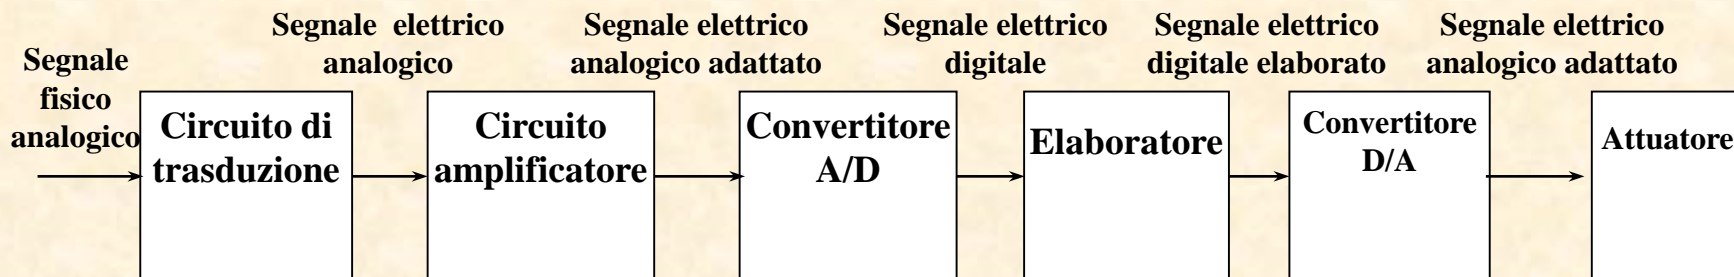 Segnale
fisico
analogico
Circuito di
trasduzione
Segnale elettrico
analogico
Circuito
amplificatore
Segnale elettrico
analogico adattato
Convertitore
A/D
Segnale elettrico
digitale
Elaboratore
Segnale elettrico
digitale elaborato
Convertitore
D/A
Segnale elettrico
analogico adattato
Attuatore